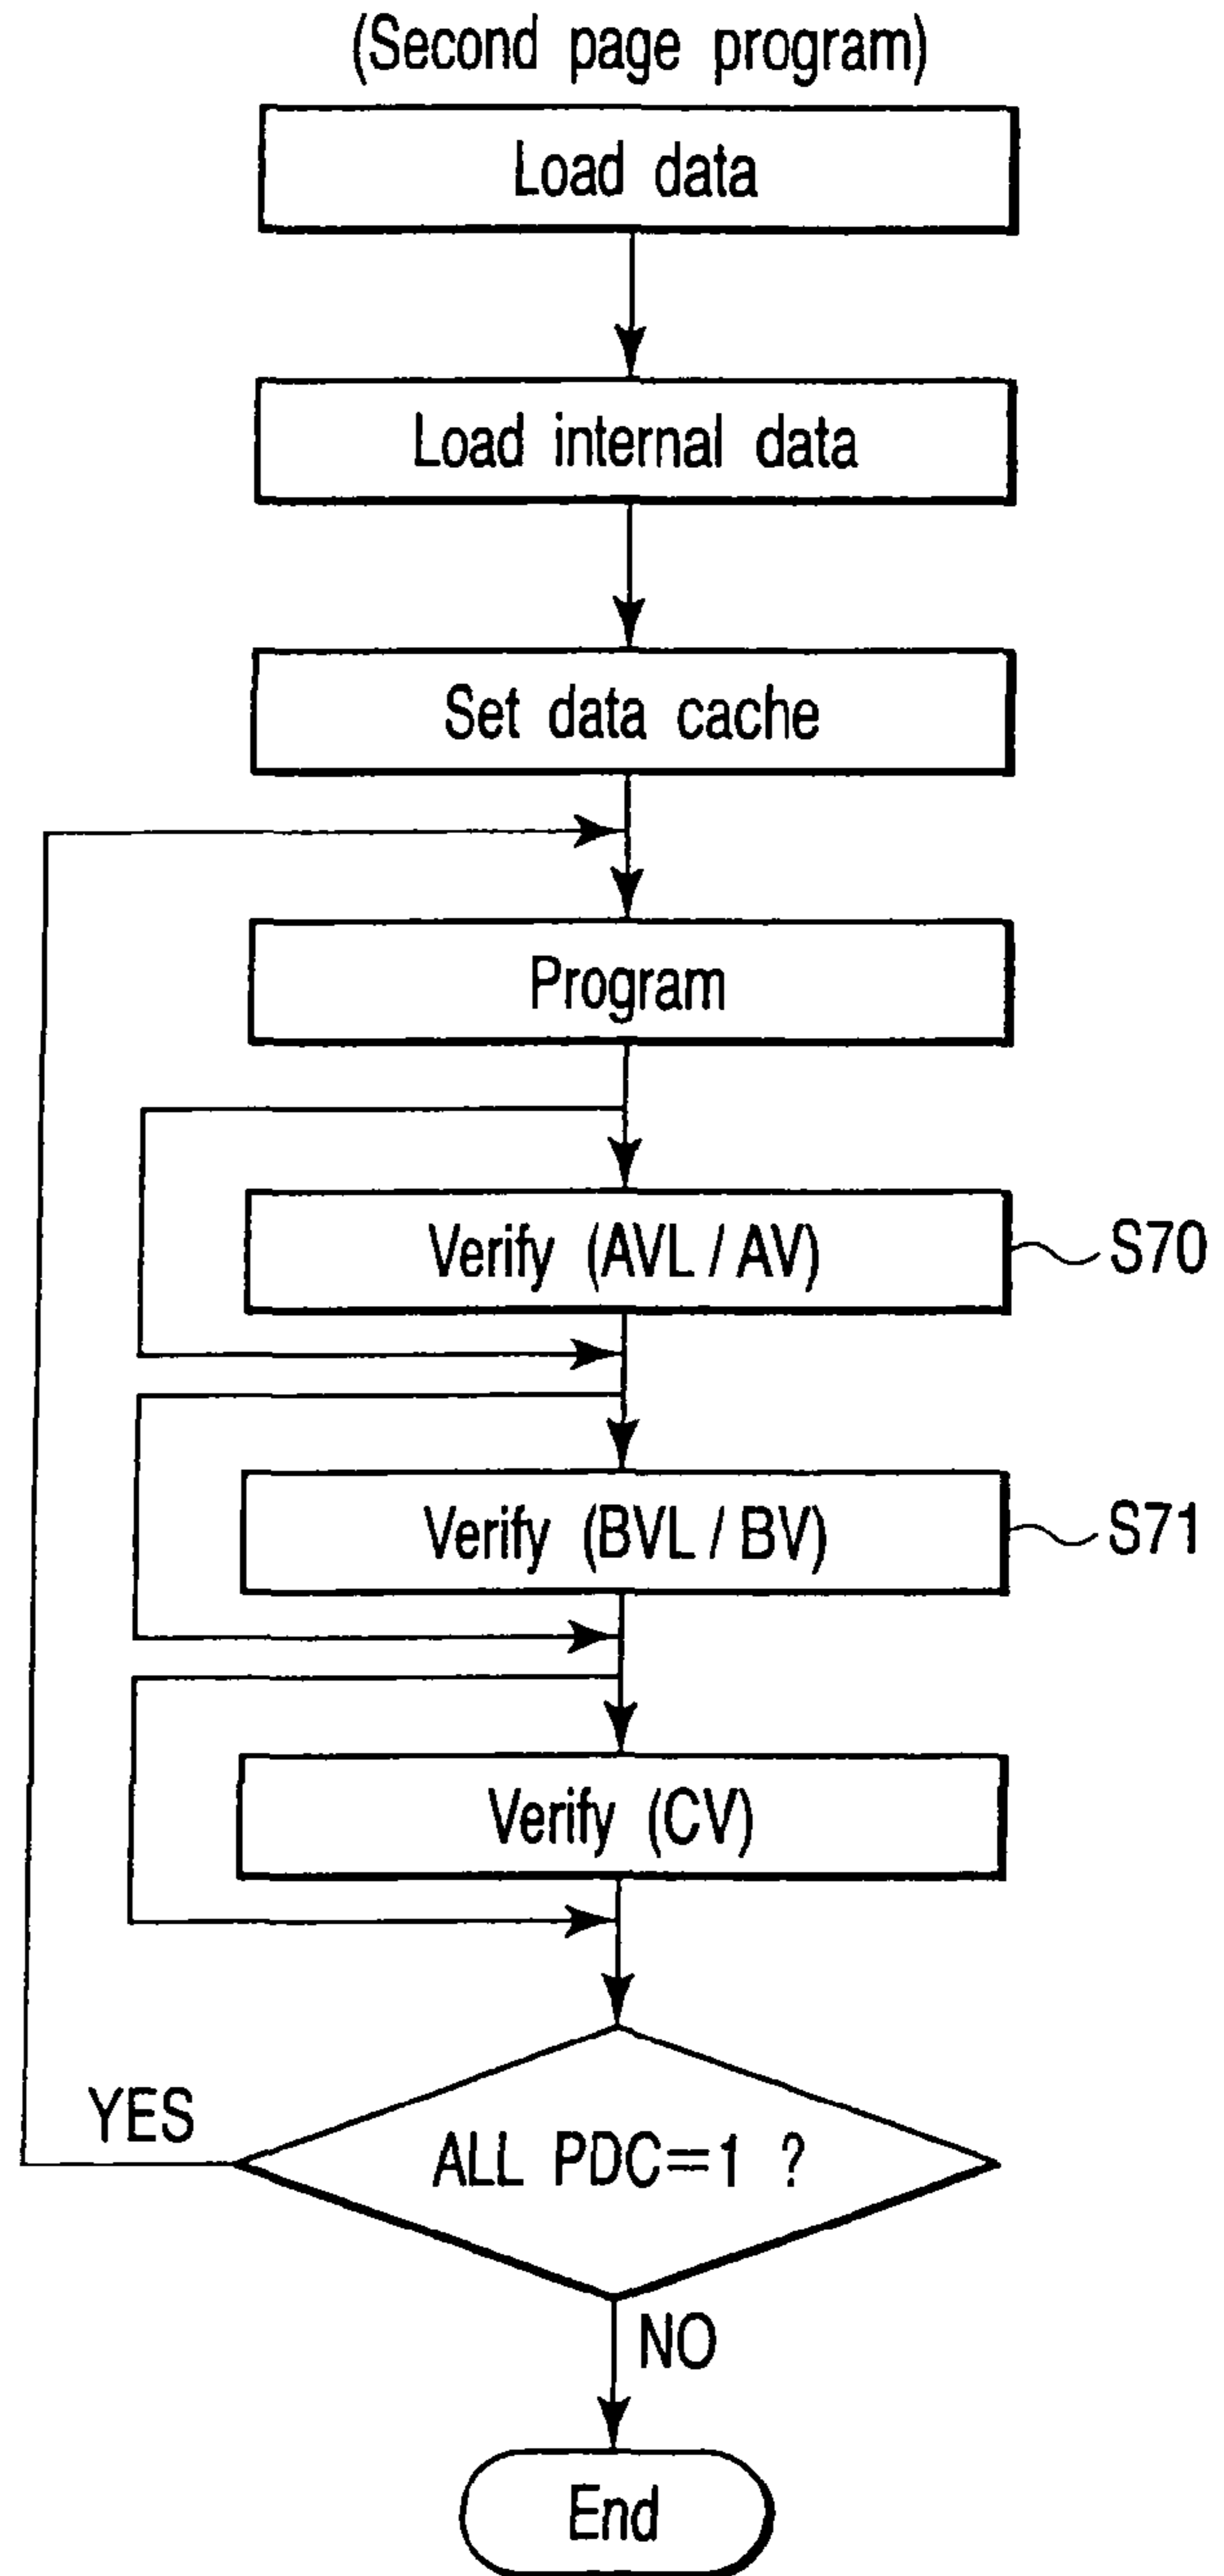 (Second page program)
Load data
Load internal data
Set data cache
Program
Verify (AVL / AV)
S70
Verify (BVL / BV)
S71
Verify (CV)
YES
ALL PDC=1 ?
NO
End